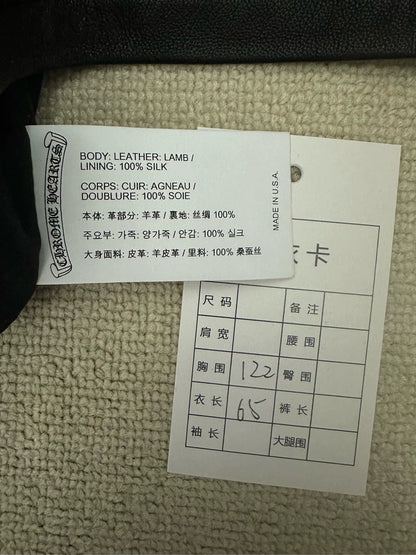 CHROME HEARTS
BODY: LEATHER: LAMB /
LINING: 100% SILK
CORPS: CUIR: AGNEAU /
DOUBLURE: 100% SOIE
本体: 革部分: 羊革 / 裏地: 丝绸 100%
주요부: 가죽: 양가죽 / 안감: 100% 실크
大身面料: 皮革: 羊皮革 / 里料: 100% 桑蚕丝
MADE IN U.S.A.
衣卡
尺码 备注
肩宽 腰围
胸围 122 臀围
衣长 65 裤长
袖长 大腿围